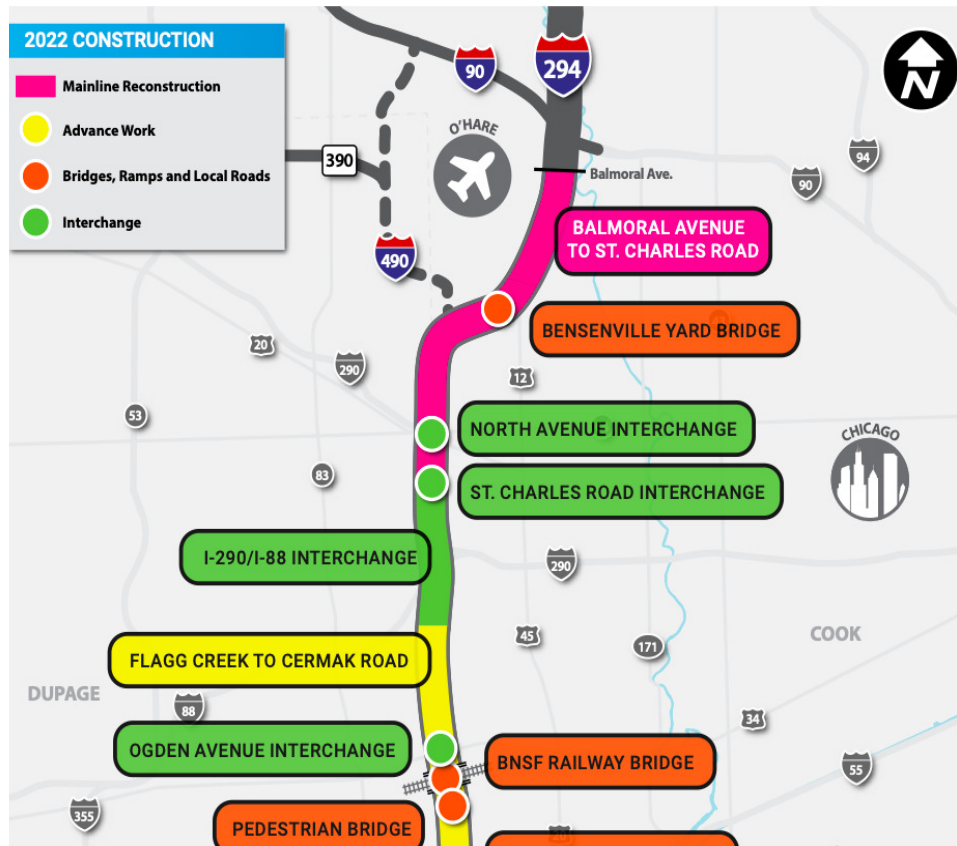 2022 CONSTRUCTION
Mainline Reconstruction
Advance Work
Bridges, Ramps and Local Roads
Interchange
90
294
N
O'HARE
390
94
90
Balmoral Ave.
BALMORAL AVENUE
TO ST. CHARLES ROAD
490
BENSENVILLE YARD BRIDGE
20
290
12
53
NORTH AVENUE INTERCHANGE
CHICAGO
83
ST. CHARLES ROAD INTERCHANGE
I-290/I-88 INTERCHANGE
290
45
171
COOK
FLAGG CREEK TO CERMAK ROAD
DUPAGE
88
34
OGDEN AVENUE INTERCHANGE
BNSF RAILWAY BRIDGE
55
355
PEDESTRIAN BRIDGE